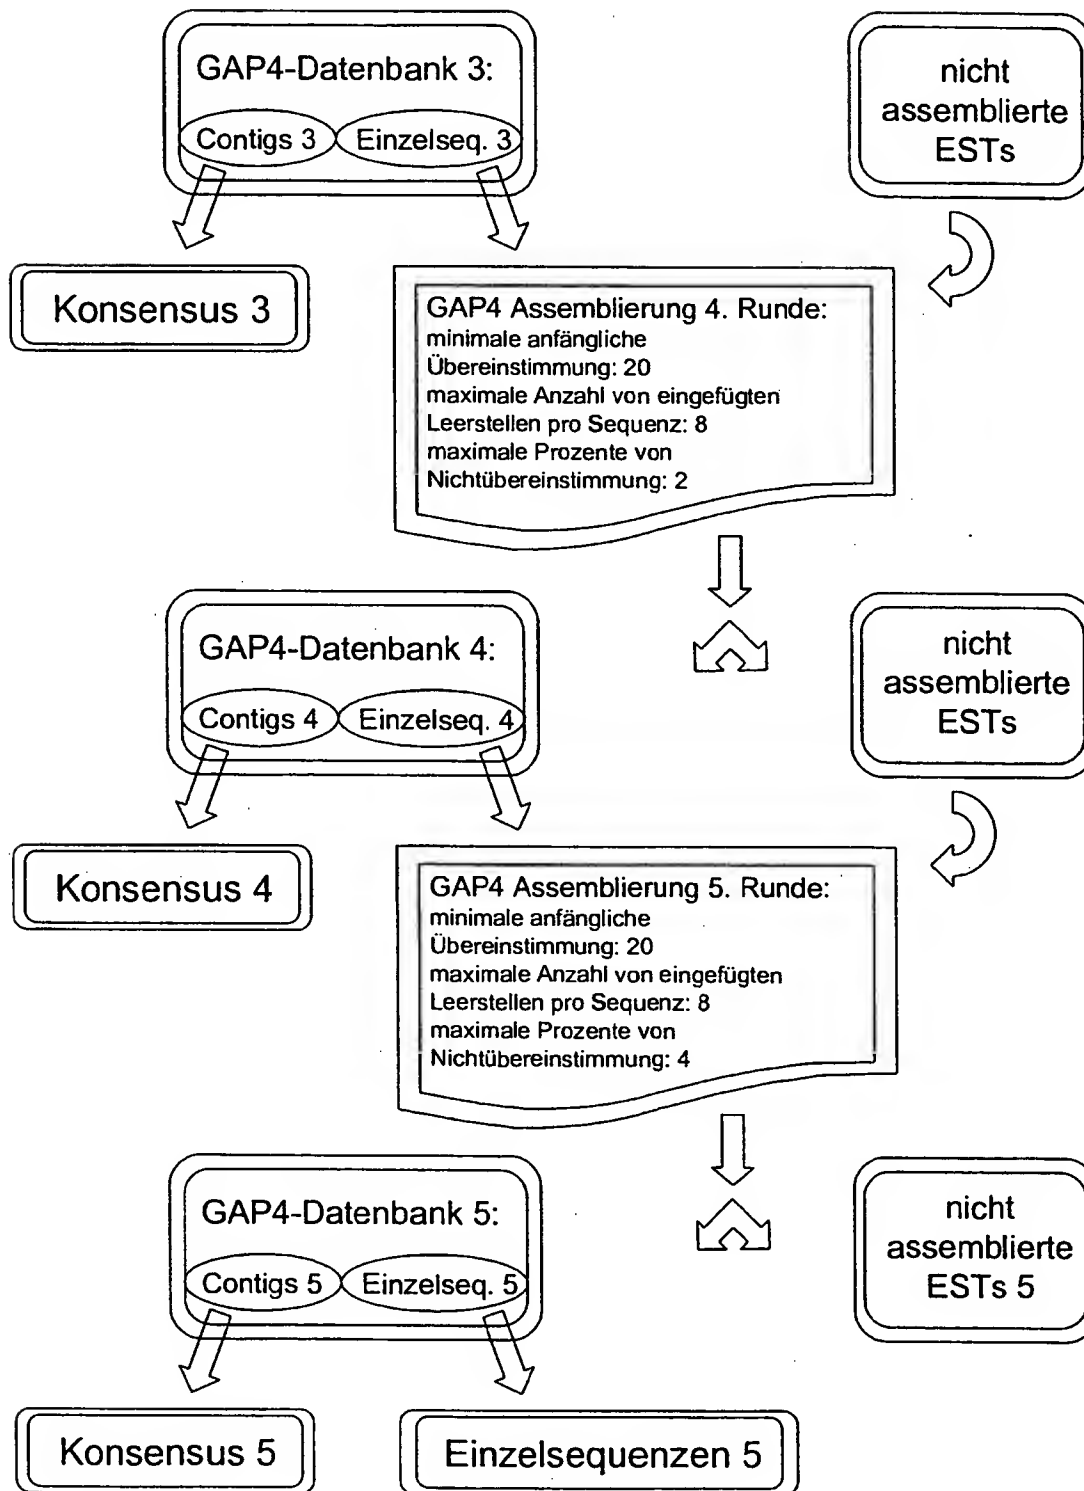 GAP4-Datenbank 3:
Contigs 3
Einzelseq. 3
nicht
assemblierte
ESTs
Konsensus 3
GAP4 Assemblierung 4. Runde:
minimale anfängliche
Übereinstimmung: 20
maximale Anzahl von eingefügten
Leerstellen pro Sequenz: 8
maximale Prozente von
Nichtübereinstimmung: 2
GAP4-Datenbank 4:
Contigs 4
Einzelseq. 4
nicht
assemblierte
ESTs
Konsensus 4
GAP4 Assemblierung 5. Runde:
minimale anfängliche
Übereinstimmung: 20
maximale Anzahl von eingefügten
Leerstellen pro Sequenz: 8
maximale Prozente von
Nichtübereinstimmung: 4
GAP4-Datenbank 5:
Contigs 5
Einzelseq. 5
nicht
assemblierte
ESTs 5
Konsensus 5
Einzelsequenzen 5